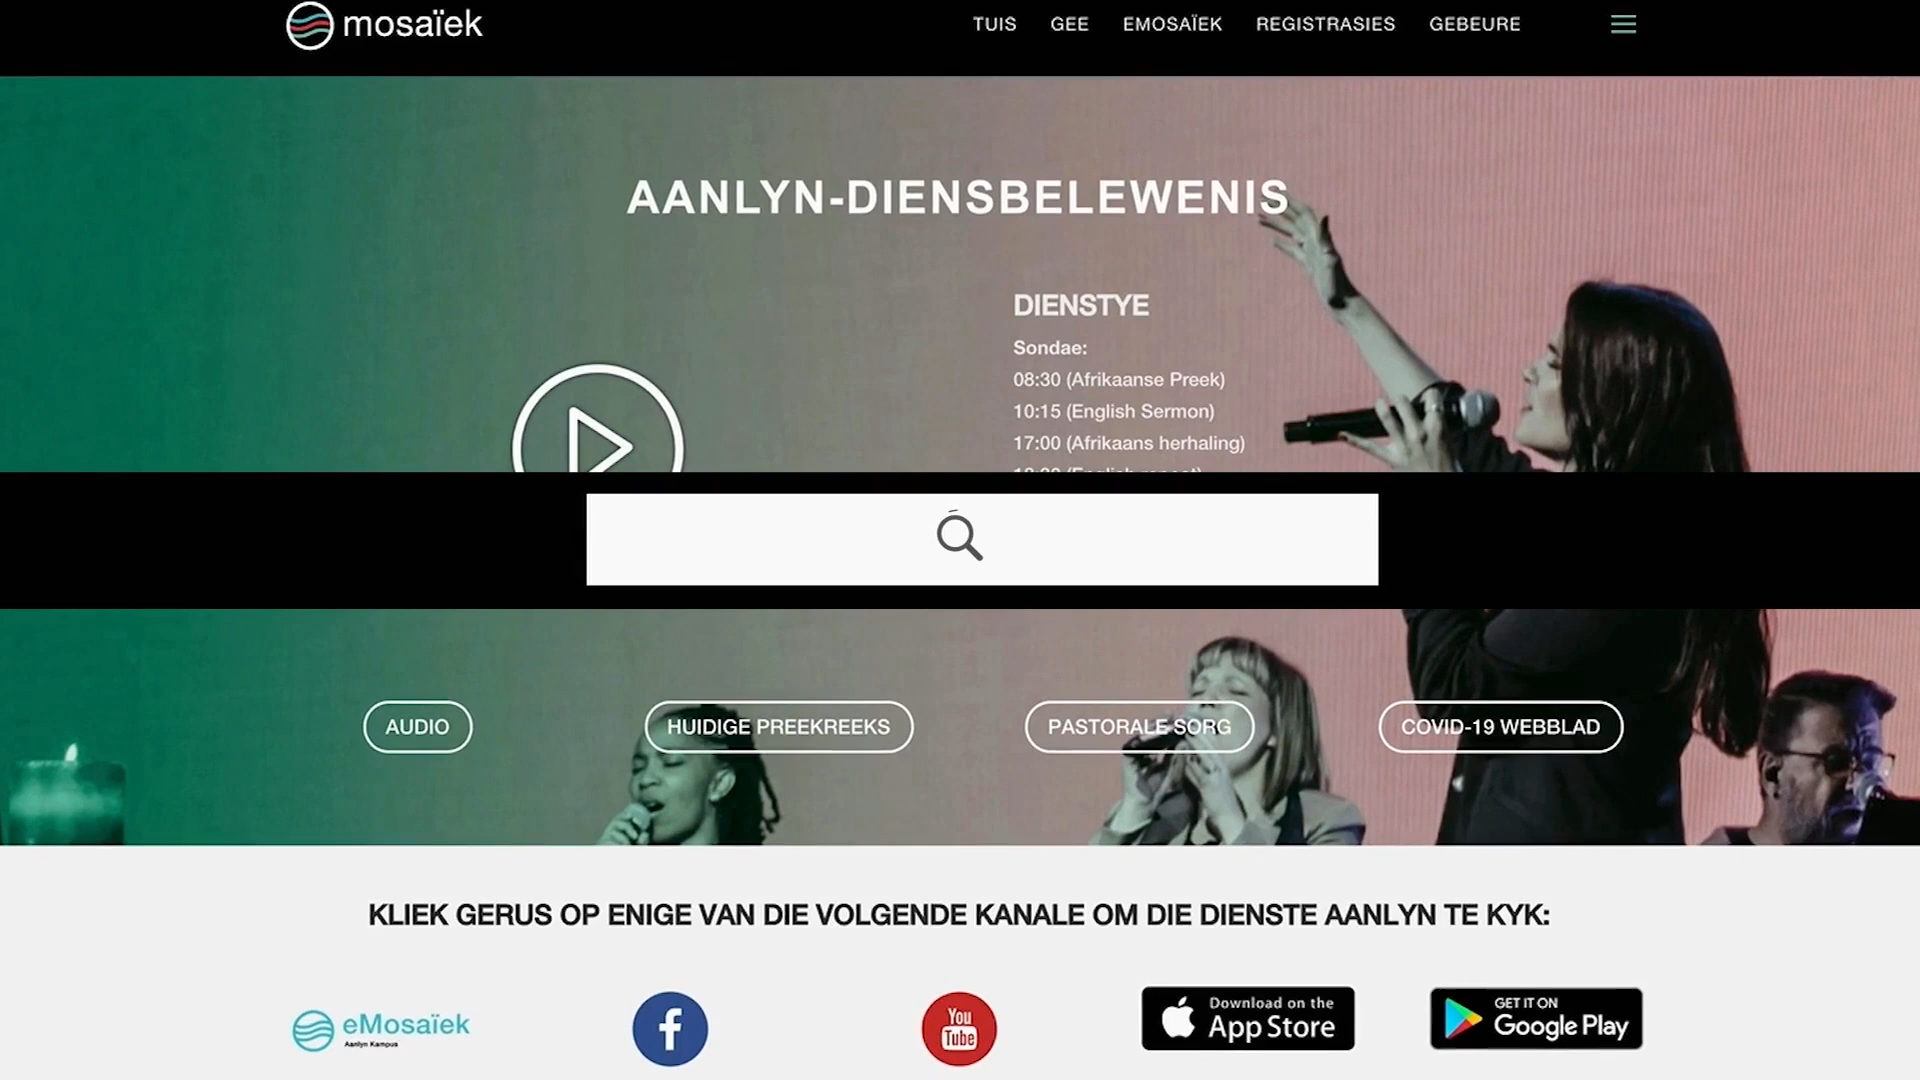 mosaïek
TUIS GEE EMOSAÏEK REGISTRASIES GEBEURE
AANLYN-DIENSBELEWENIS
DIENSTYE
Sondae:
08:30 (Afrikaanse Preek)
10:15 (English Sermon)
17:00 (Afrikaans herhaling)
AUDIO
HUIDIGE PREEKREEKS
PASTORALE SORG
COVID-19 WEBBLAD
KLIEK GERUS OP ENIGE VAN DIE VOLGENDE KANALE OM DIE DIENSTE AANLYN TE KYK:
eMosaïek
Aanlyn Kampus
f
You
Tube
Download on the
App Store
GET IT ON
Google Play